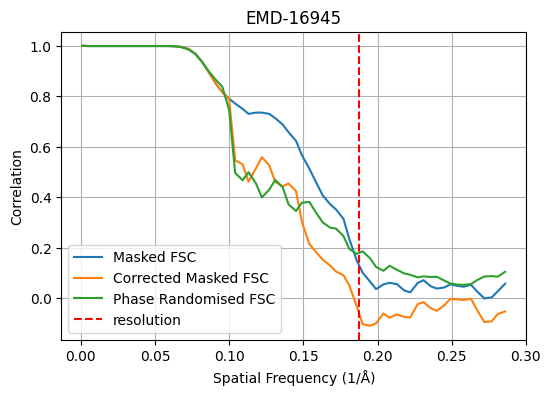 EMD-16945
1.0
0.8
0.6
0.4
0.2
0.0
Correlation
Masked FSC
Corrected Masked FSC
Phase Randomised FSC
resolution
0.00 0.05 0.10 0.15 0.20 0.25 0.30
Spatial Frequency (1/Å)